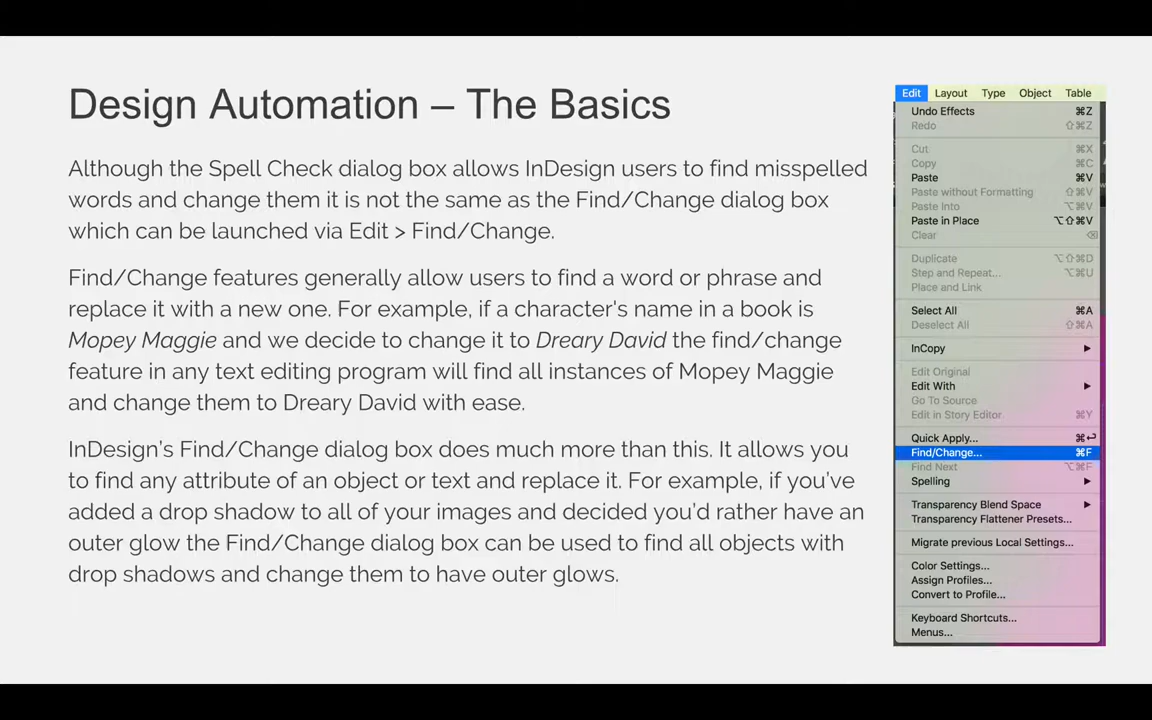 Design Automation – The Basics
Although the Spell Check dialog box allows InDesign users to find misspelled
words and change them it is not the same as the Find/Change dialog box
which can be launched via Edit > Find/Change.
Find/Change features generally allow users to find a word or phrase and
replace it with a new one. For example, if a character's name in a book is
Mopey Maggie and we decide to change it to Dreary David the find/change
feature in any text editing program will find all instances of Mopey Maggie
and change them to Dreary David with ease.
InDesign’s Find/Change dialog box does much more than this. It allows you
to find any attribute of an object or text and replace it. For example, if you’ve
added a drop shadow to all of your images and decided you’d rather have an
outer glow the Find/Change dialog box can be used to find all objects with
drop shadows and change them to have outer glows.
Edit Layout Type Object Table
Undo Effects ⌘Z
Redo ⇧⌘Z
Cut ⌘X
Copy ⌘C
Paste ⌘V
Paste without Formatting ⇧⌘V
Paste Into ⌥⌘V
Paste in Place ⌥⇧⌘V
Clear ⌫
Duplicate ⌥⇧⌘D
Step and Repeat... ⌥⌘U
Place and Link
Select All ⌘A
Deselect All ⇧⌘A
InCopy
Edit Original
Edit With
Go To Source
Edit in Story Editor ⌘Y
Quick Apply... ⌘↩
Find/Change... ⌘F
Find Next ⌥⌘F
Spelling
Transparency Blend Space
Transparency Flattener Presets...
Migrate previous Local Settings...
Color Settings...
Assign Profiles...
Convert to Profile...
Keyboard Shortcuts...
Menus...